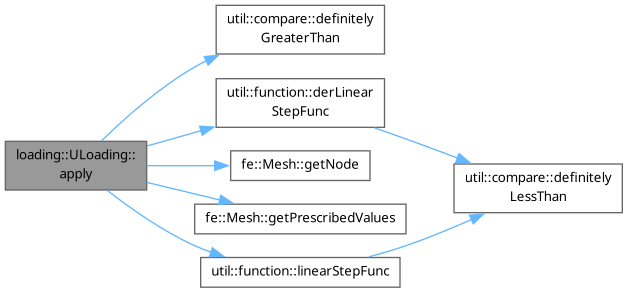 util::compare::definitely
GreaterThan
util::function::derLinear
StepFunc
loading::ULoading::
apply
fe::Mesh::getNode
util::compare::definitely
LessThan
fe::Mesh::getPrescribedValues
util::function::linearStepFunc